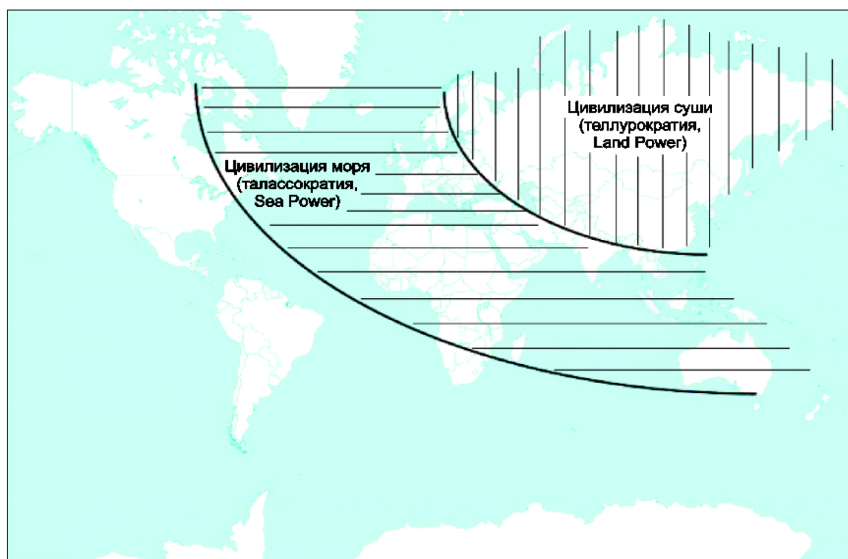 Цивилизация суши
(теллурократия,
Land Power)
Цивилизация моря
(талассократия,
Sea Power)